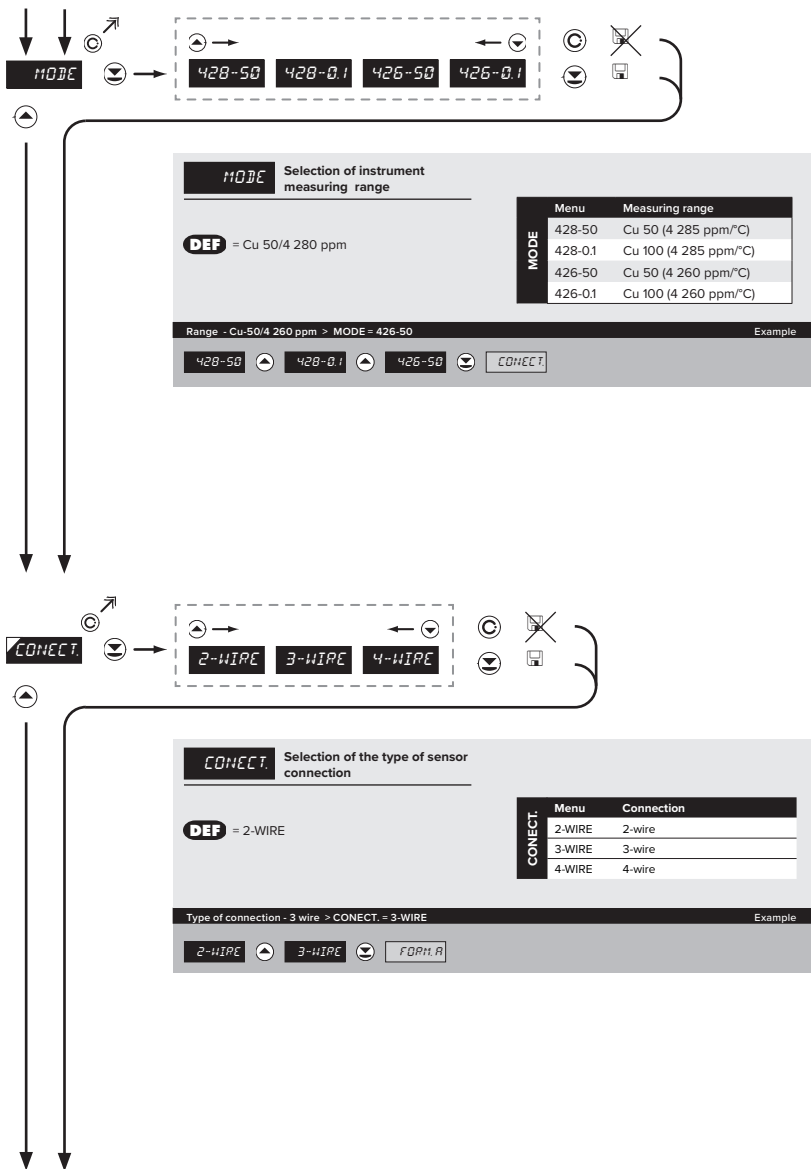 MODE
428-50 428-0.1 426-50 426-0.1
MODE
Selection of instrument
measuring range
DEF = Cu 50/4 280 ppm
MODE
Menu Measuring range
428-50 Cu 50 (4 285 ppm/°C)
428-0.1 Cu 100 (4 285 ppm/°C)
426-50 Cu 50 (4 260 ppm/°C)
426-0.1 Cu 100 (4 260 ppm/°C)
Range - Cu-50/4 260 ppm > MODE = 426-50 Example
428-50 428-0.1 426-50 CONECT.
CONECT.
2-WIRE 3-WIRE 4-WIRE
CONECT.
Selection of the type of sensor
connection
DEF = 2-WIRE
CONECT.
Menu Connection
2-WIRE 2-wire
3-WIRE 3-wire
4-WIRE 4-wire
Type of connection - 3 wire > CONECT. = 3-WIRE Example
2-WIRE 3-WIRE FORM. A